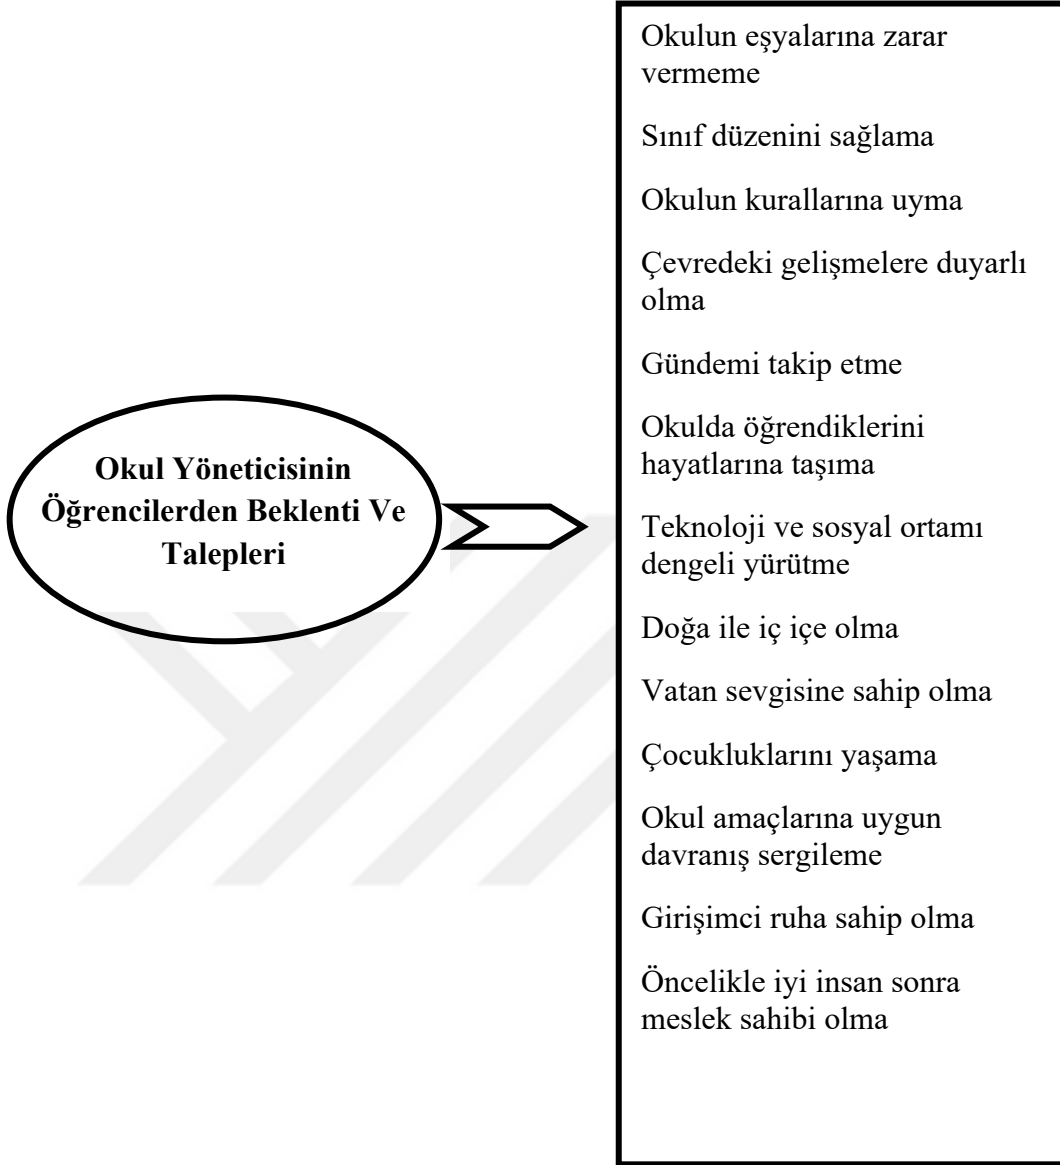 Okul Yöneticisinin
Öğrencilerden Beklenti Ve
Talepleri
Okulun eşyalarına zarar
vermeme
Sınıf düzenini sağlama
Okulun kurallarına uyma
Çevredeki gelişmelere duyarlı
olma
Gündemi takip etme
Okulda öğrendiklerini
hayatlarına taşıma
Teknoloji ve sosyal ortamı
dengeli yürütme
Doğa ile iç içe olma
Vatan sevgisine sahip olma
Çocukluklarını yaşama
Okul amaçlarına uygun
davranış sergileme
Girişimci ruha sahip olma
Öncelikle iyi insan sonra
meslek sahibi olma